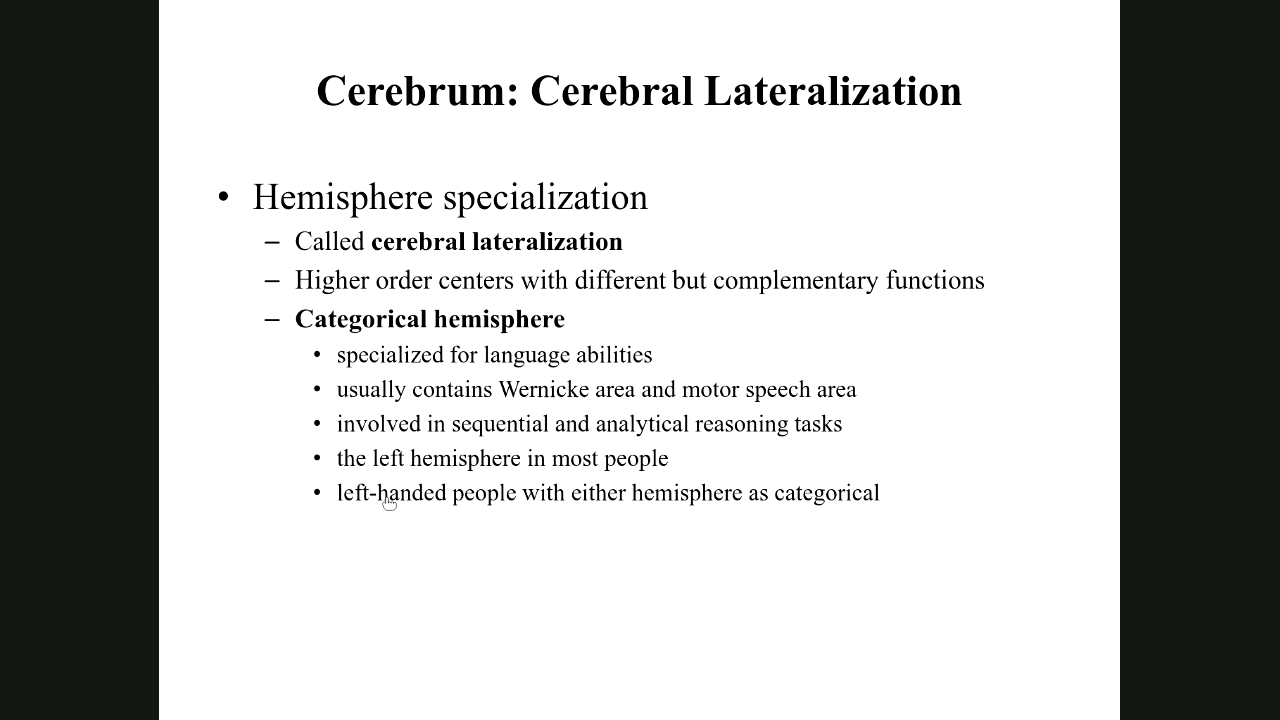 Cerebrum: Cerebral Lateralization
• Hemisphere specialization
– Called cerebral lateralization
– Higher order centers with different but complementary functions
– Categorical hemisphere
• specialized for language abilities
• usually contains Wernicke area and motor speech area
• involved in sequential and analytical reasoning tasks
• the left hemisphere in most people
• left-handed people with either hemisphere as categorical